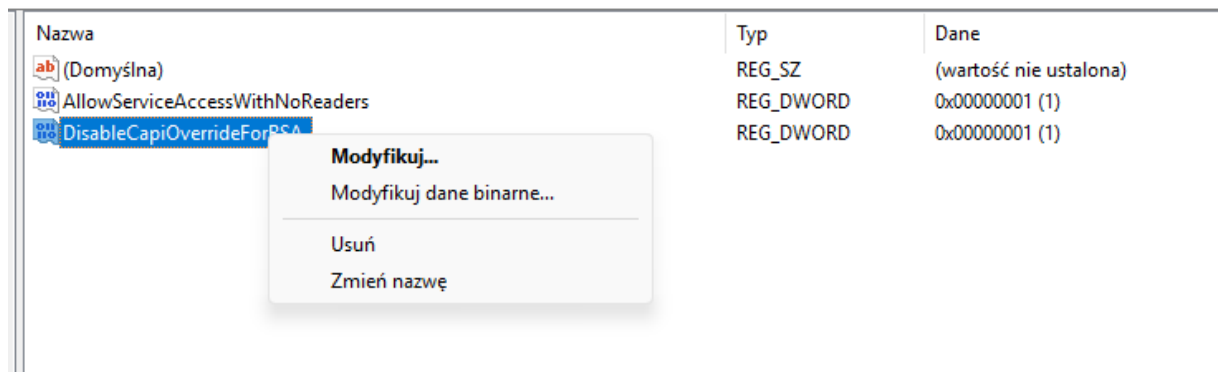 Nazwa Typ Dane
(Domyślna) REG_SZ (wartość nie ustalona)
AllowServiceAccessWithNoReaders REG_DWORD 0x00000001 (1)
DisableCapiOverrideForRSA REG_DWORD 0x00000001 (1)
Modyfikuj...
Modyfikuj dane binarne...
Usuń
Zmień nazwę